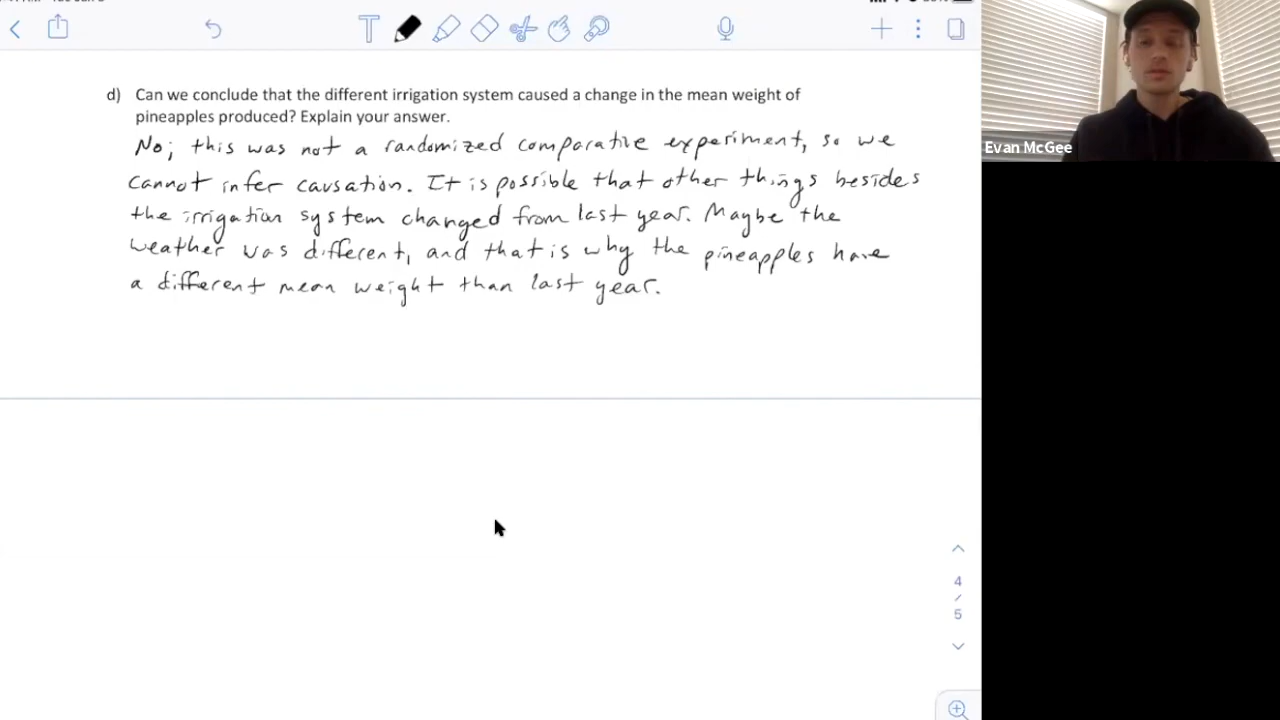 d) Can we conclude that the different irrigation system caused a change in the mean weight of
pineapples produced? Explain your answer.
No; this was not a randomized comparative experiment, so we
cannot infer causation. It is possible that other things besides
the irrigation system changed from last year. Maybe the
weather was different, and that is why the pineapples have
a different mean weight than last year.
Evan McGee
T
4
/
5